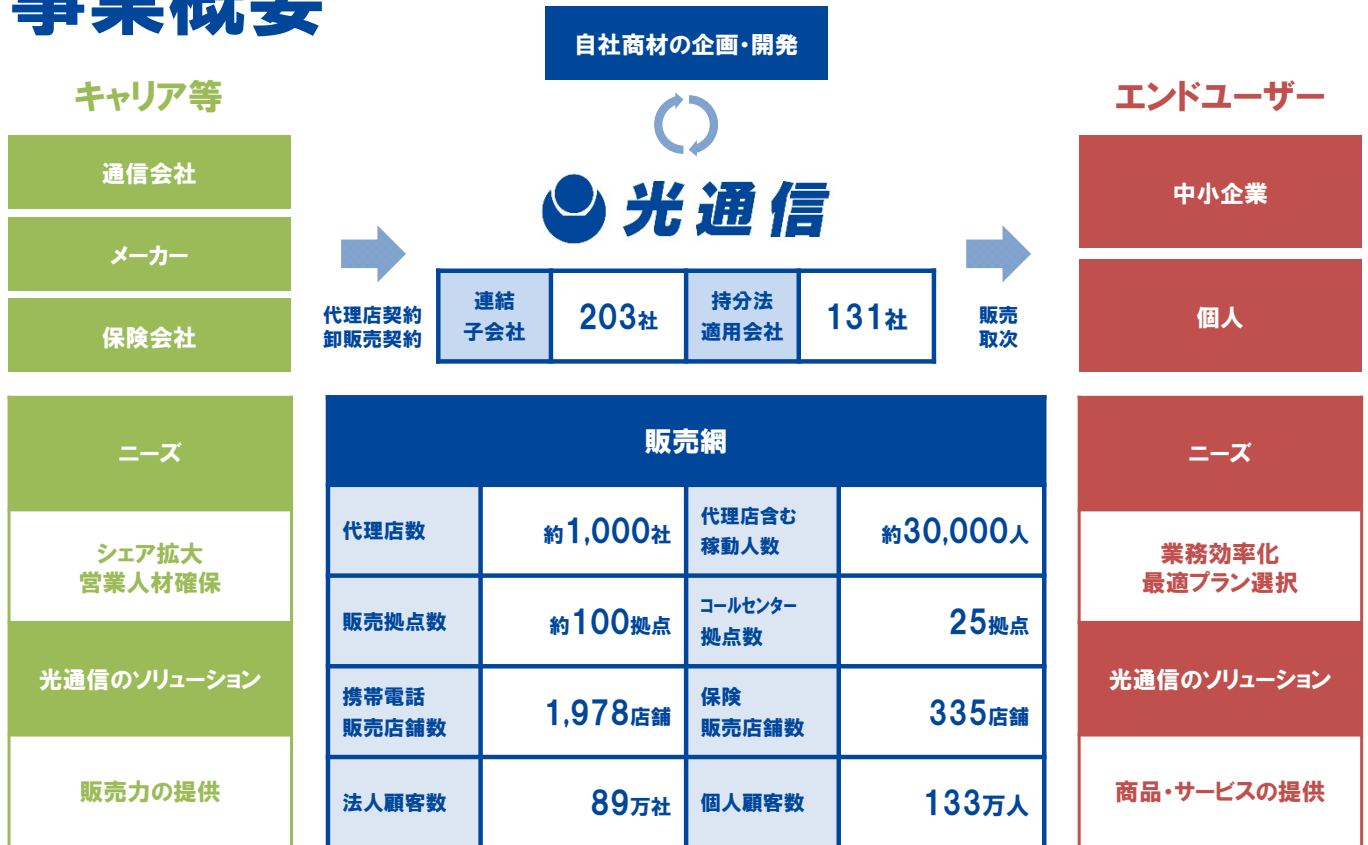 事業概要
自社商材の企画・開発
キャリア等
通信会社
メーカー
保険会社
代理店契約
卸販売契約
光通信
連結
子会社
203社
持分法
適用会社
131社
販売
取次
エンドユーザー
中小企業
個人
ニーズ
シェア拡大
営業人材確保
光通信のソリューション
販売力の提供
販売網
代理店数
約1,000社
代理店含む
稼動人数
約30,000人
販売拠点数
約100拠点
コールセンター
拠点数
25拠点
携帯電話
販売店舗数
1,978店舗
保険
販売店舗数
335店舗
法人顧客数
89万社
個人顧客数
133万人
ニーズ
業務効率化
最適プラン選択
光通信のソリューション
商品・サービスの提供